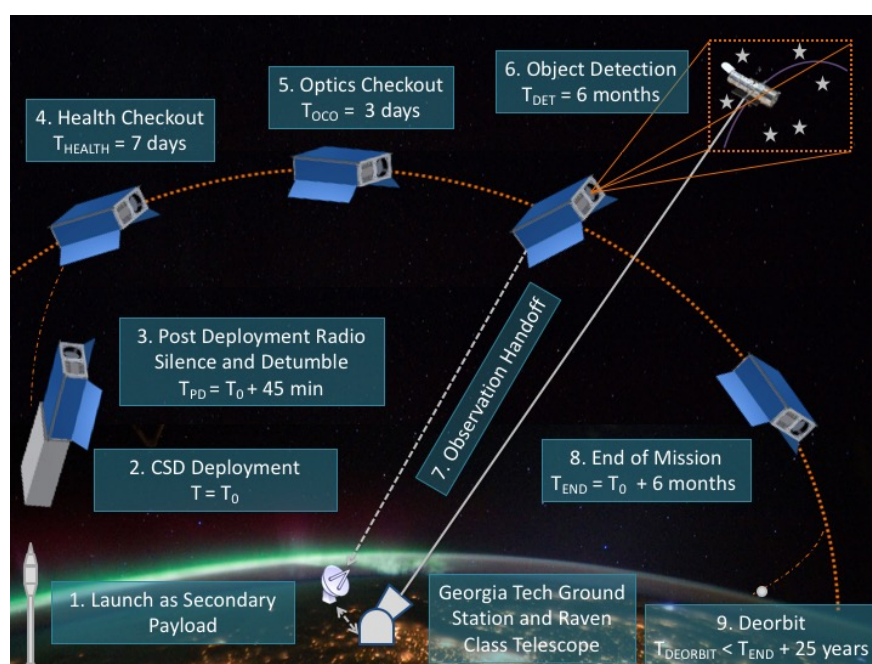 1. Launch as Secondary
Payload
2. CSD Deployment
T = T₀
3. Post Deployment Radio
Silence and Detumble
T_PD = T₀ + 45 min
4. Health Checkout
T_HEALTH = 7 days
5. Optics Checkout
T_OCO = 3 days
6. Object Detection
T_DET = 6 months
7. Observation Handoff
Georgia Tech Ground
Station and Raven
Class Telescope
8. End of Mission
T_END = T₀ + 6 months
9. Deorbit
T_DEORBIT < T_END + 25 years